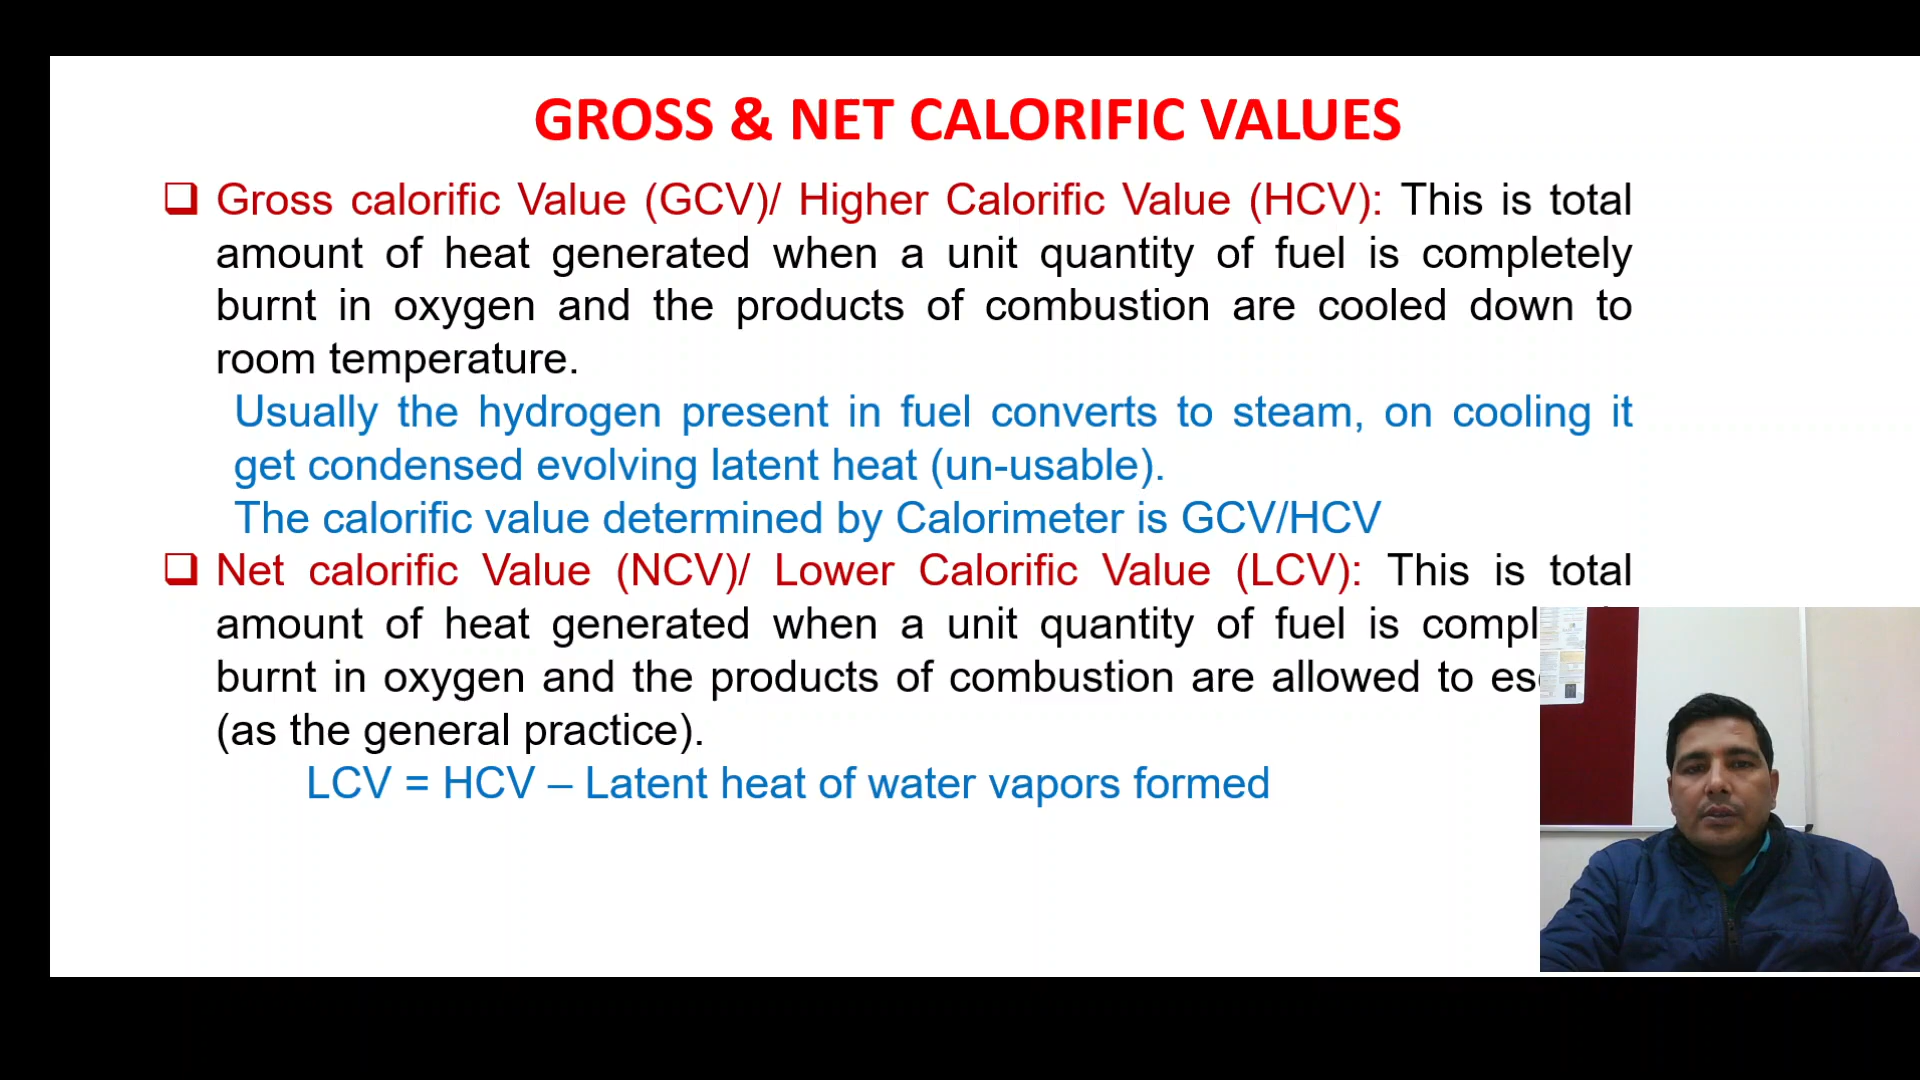 GROSS & NET CALORIFIC VALUES
❑ Gross calorific Value (GCV)/ Higher Calorific Value (HCV): This is total
amount of heat generated when a unit quantity of fuel is completely
burnt in oxygen and the products of combustion are cooled down to
room temperature.
Usually the hydrogen present in fuel converts to steam, on cooling it
get condensed evolving latent heat (un-usable).
The calorific value determined by Calorimeter is GCV/HCV
❑ Net calorific Value (NCV)/ Lower Calorific Value (LCV): This is total
amount of heat generated when a unit quantity of fuel is
burnt in oxygen and the products of combustion are allowed to
(as the general practice).
LCV = HCV – Latent heat of water vapors formed